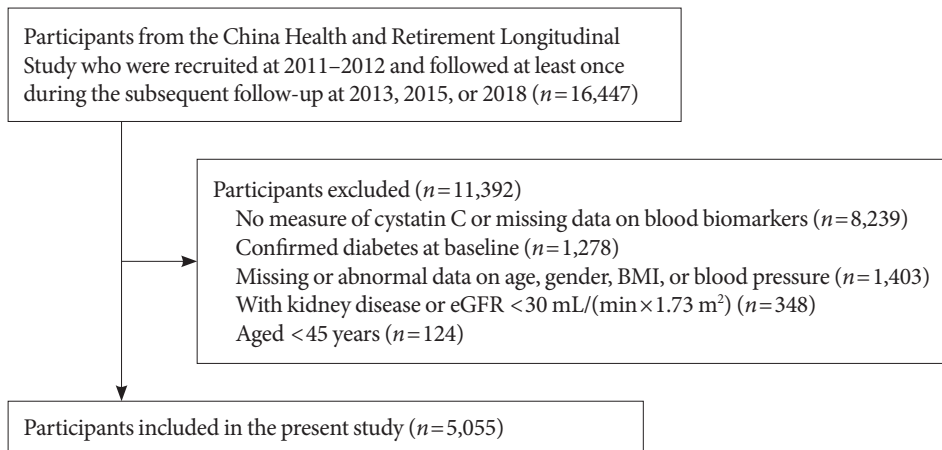 Participants from the China Health and Retirement Longitudinal
Study who were recruited at 2011–2012 and followed at least once
during the subsequent follow-up at 2013, 2015, or 2018 (n=16,447)
Participants excluded (n=11,392)
No measure of cystatin C or missing data on blood biomarkers (n=8,239)
Confirmed diabetes at baseline (n=1,278)
Missing or abnormal data on age, gender, BMI, or blood pressure (n=1,403)
With kidney disease or eGFR <30 mL/(min×1.73 m²) (n=348)
Aged <45 years (n=124)
Participants included in the present study (n=5,055)